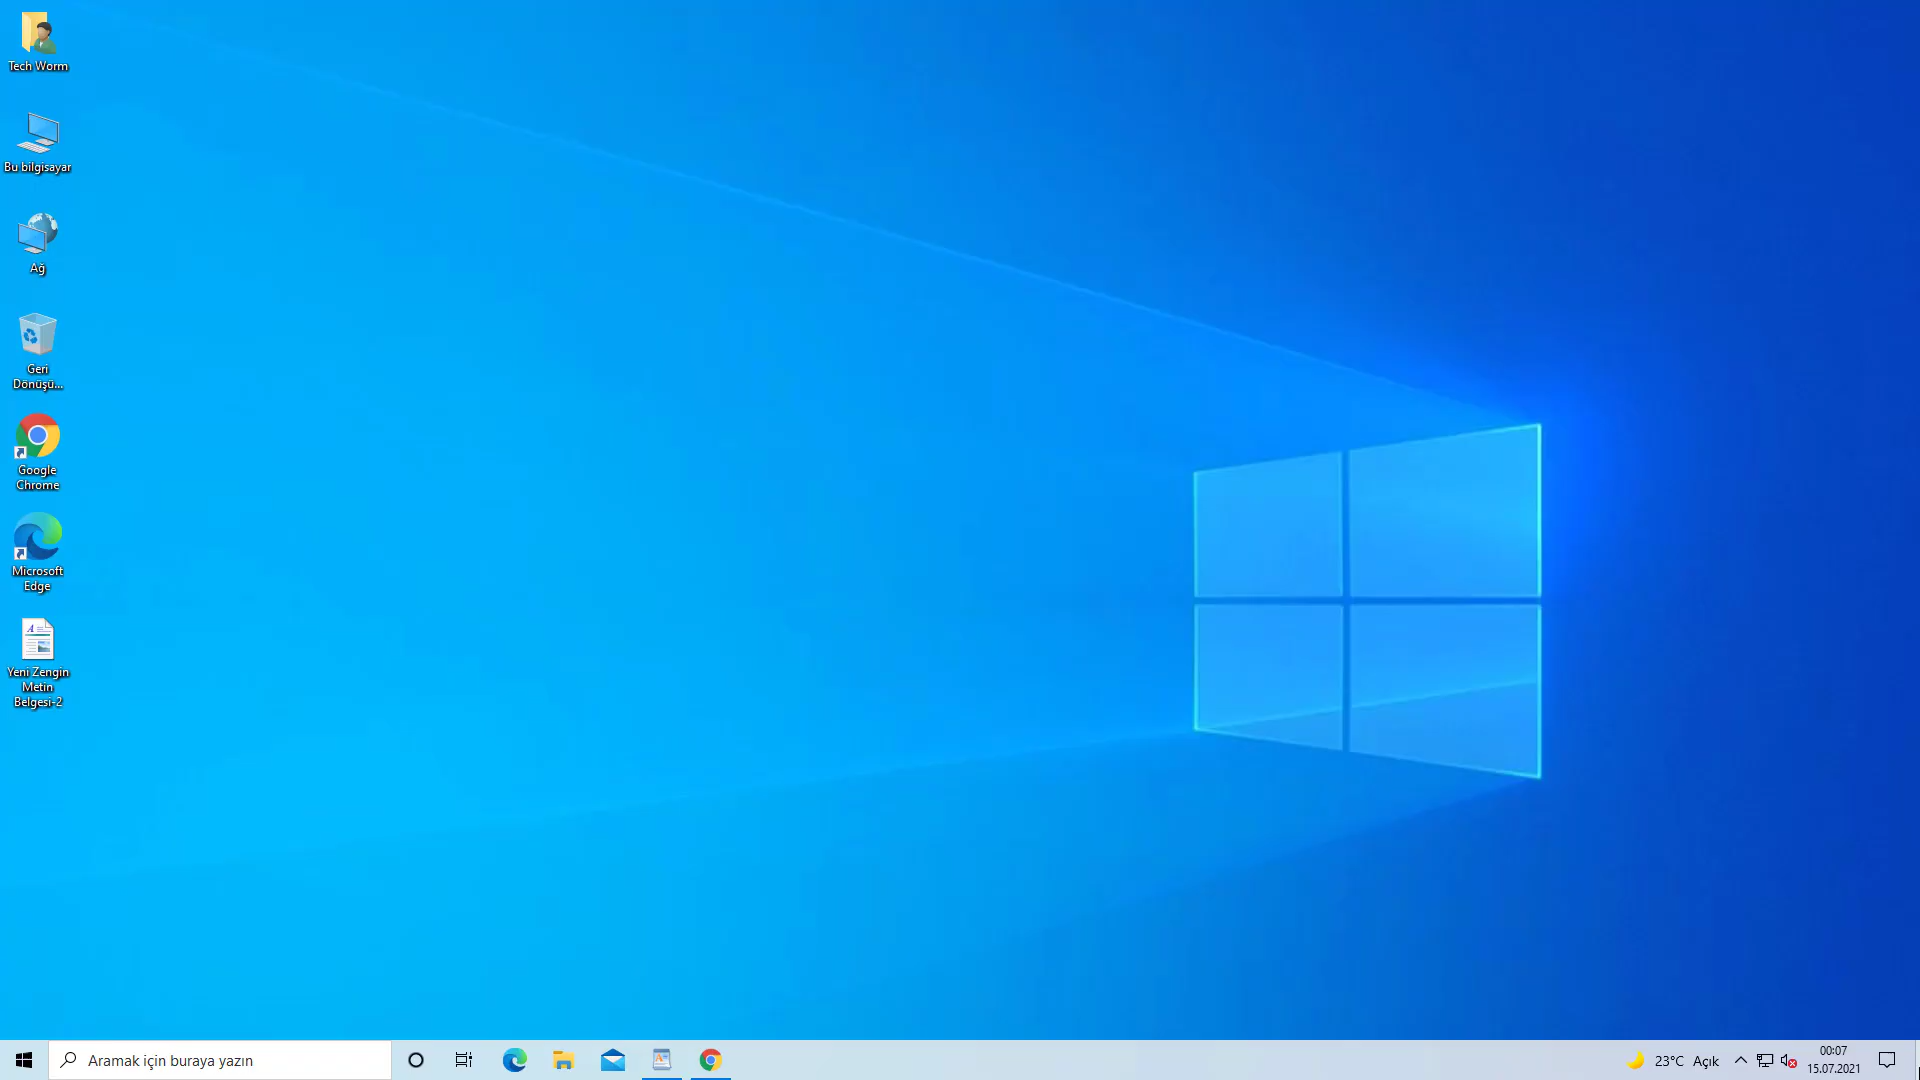 Tech Worm
Bu bilgisayar
Ağ
Geri
Dönüşü...
Google
Chrome
Microsoft
Edge
Yeni Zengin
Metin
Belgesi-2
Aramak için buraya yazın
23°C Açık
00:07
15.07.2021